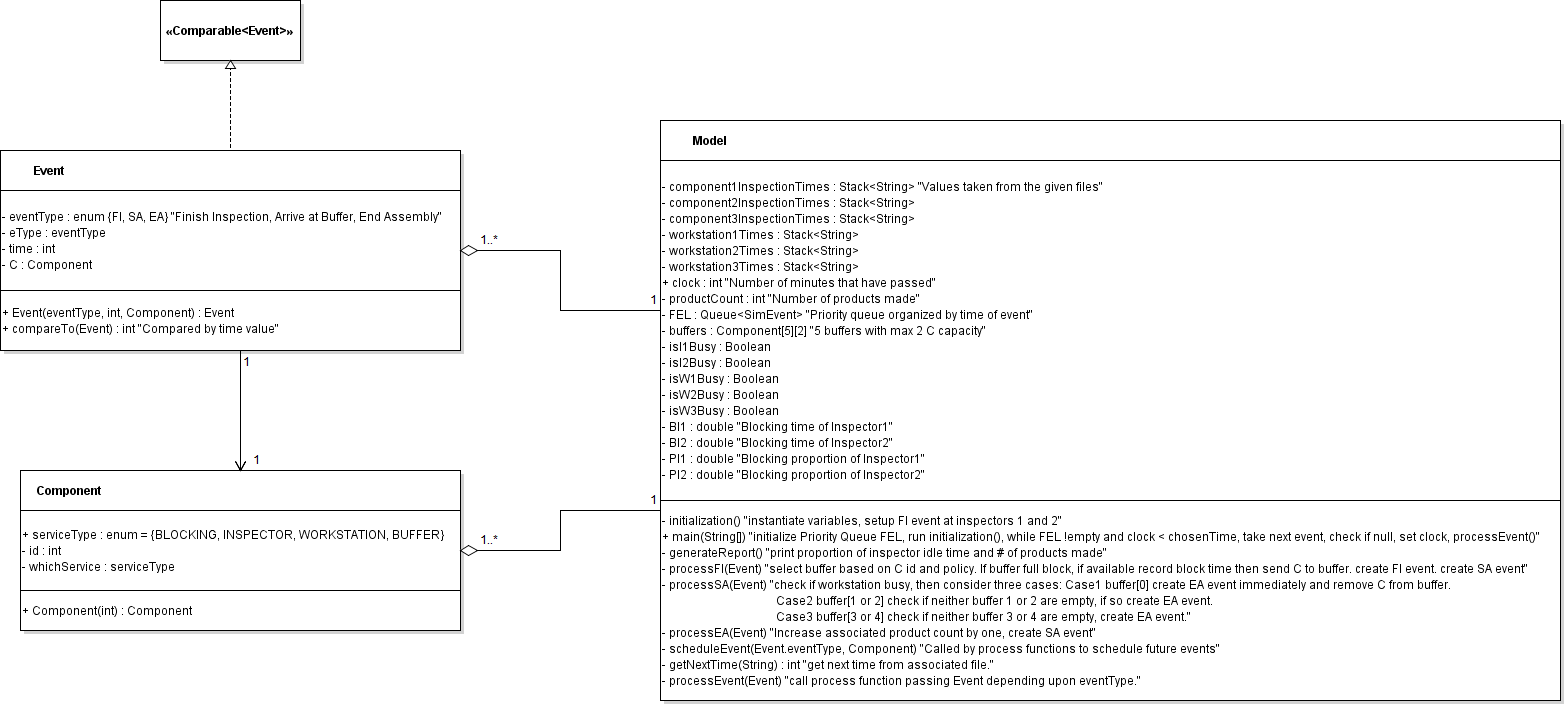 «Comparable<Event>»
Event
- eventType : enum {FI, SA, EA} "Finish Inspection, Arrive at Buffer, End Assembly"
- eType : eventType
- time : int
- C : Component
+ Event(eventType, int, Component) : Event
+ compareTo(Event) : int "Compared by time value"
1..*
1
1
1
Component
+ serviceType : enum = {BLOCKING, INSPECTOR, WORKSTATION, BUFFER}
- id : int
- whichService : serviceType
+ Component(int) : Component
1..*
1
Model
- component1InspectionTimes : Stack<String> "Values taken from the given files"
- component2InspectionTimes : Stack<String>
- component3InspectionTimes : Stack<String>
- workstation1Times : Stack<String>
- workstation2Times : Stack<String>
- workstation3Times : Stack<String>
+ clock : int "Number of minutes that have passed"
- productCount : int "Number of products made"
- FEL : Queue<SimEvent> "Priority queue organized by time of event"
- buffers : Component[5][2] "5 buffers with max 2 C capacity"
- isI1Busy : Boolean
- isI2Busy : Boolean
- isW1Busy : Boolean
- isW2Busy : Boolean
- isW3Busy : Boolean
- BI1 : double "Blocking time of Inspector1"
- BI2 : double "Blocking time of Inspector2"
- PI1 : double "Blocking proportion of Inspector1"
- PI2 : double "Blocking proportion of Inspector2"
- initialization() "instantiate variables, setup FI event at inspectors 1 and 2"
+ main(String[]) "initialize Priority Queue FEL, run initialization(), while FEL !empty and clock < chosenTime, take next event, check if null, set clock, processEvent()"
- generateReport() "print proportion of inspector idle time and # of products made"
- processFI(Event) "select buffer based on C id and policy. If buffer full block, if available record block time then send C to buffer. create FI event. create SA event"
- processSA(Event) "check if workstation busy, then consider three cases: Case1 buffer[0] create EA event immediately and remove C from buffer.
Case2 buffer[1 or 2] check if neither buffer 1 or 2 are empty, if so create EA event.
Case3 buffer[3 or 4] check if neither buffer 3 or 4 are empty, create EA event."
- processEA(Event) "Increase associated product count by one, create SA event"
- scheduleEvent(Event.eventType, Component) "Called by process functions to schedule future events"
- getNextTime(String) : int "get next time from associated file."
- processEvent(Event) "call process function passing Event depending upon eventType."